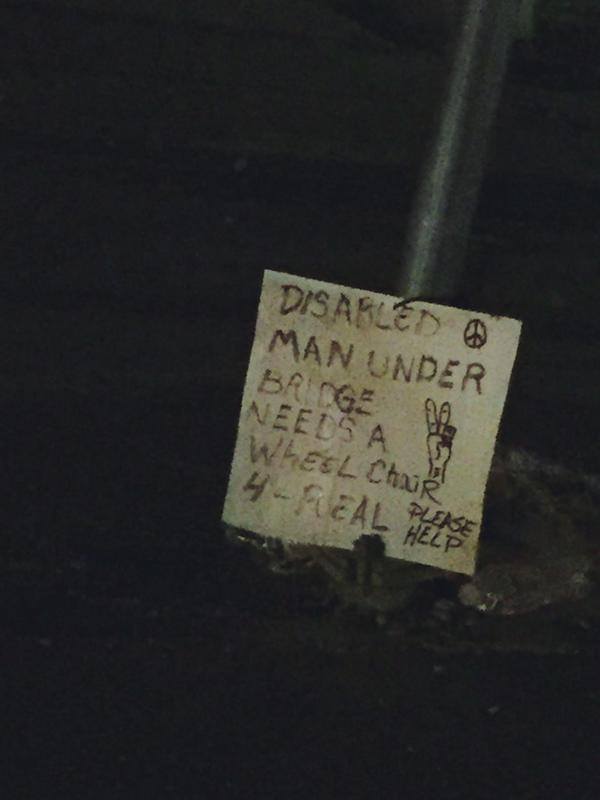 DISABLED
MAN UNDER
BRIDGE
NEEDS A
WHEEL ChaiR
4-REAL
PLEASE
HELP